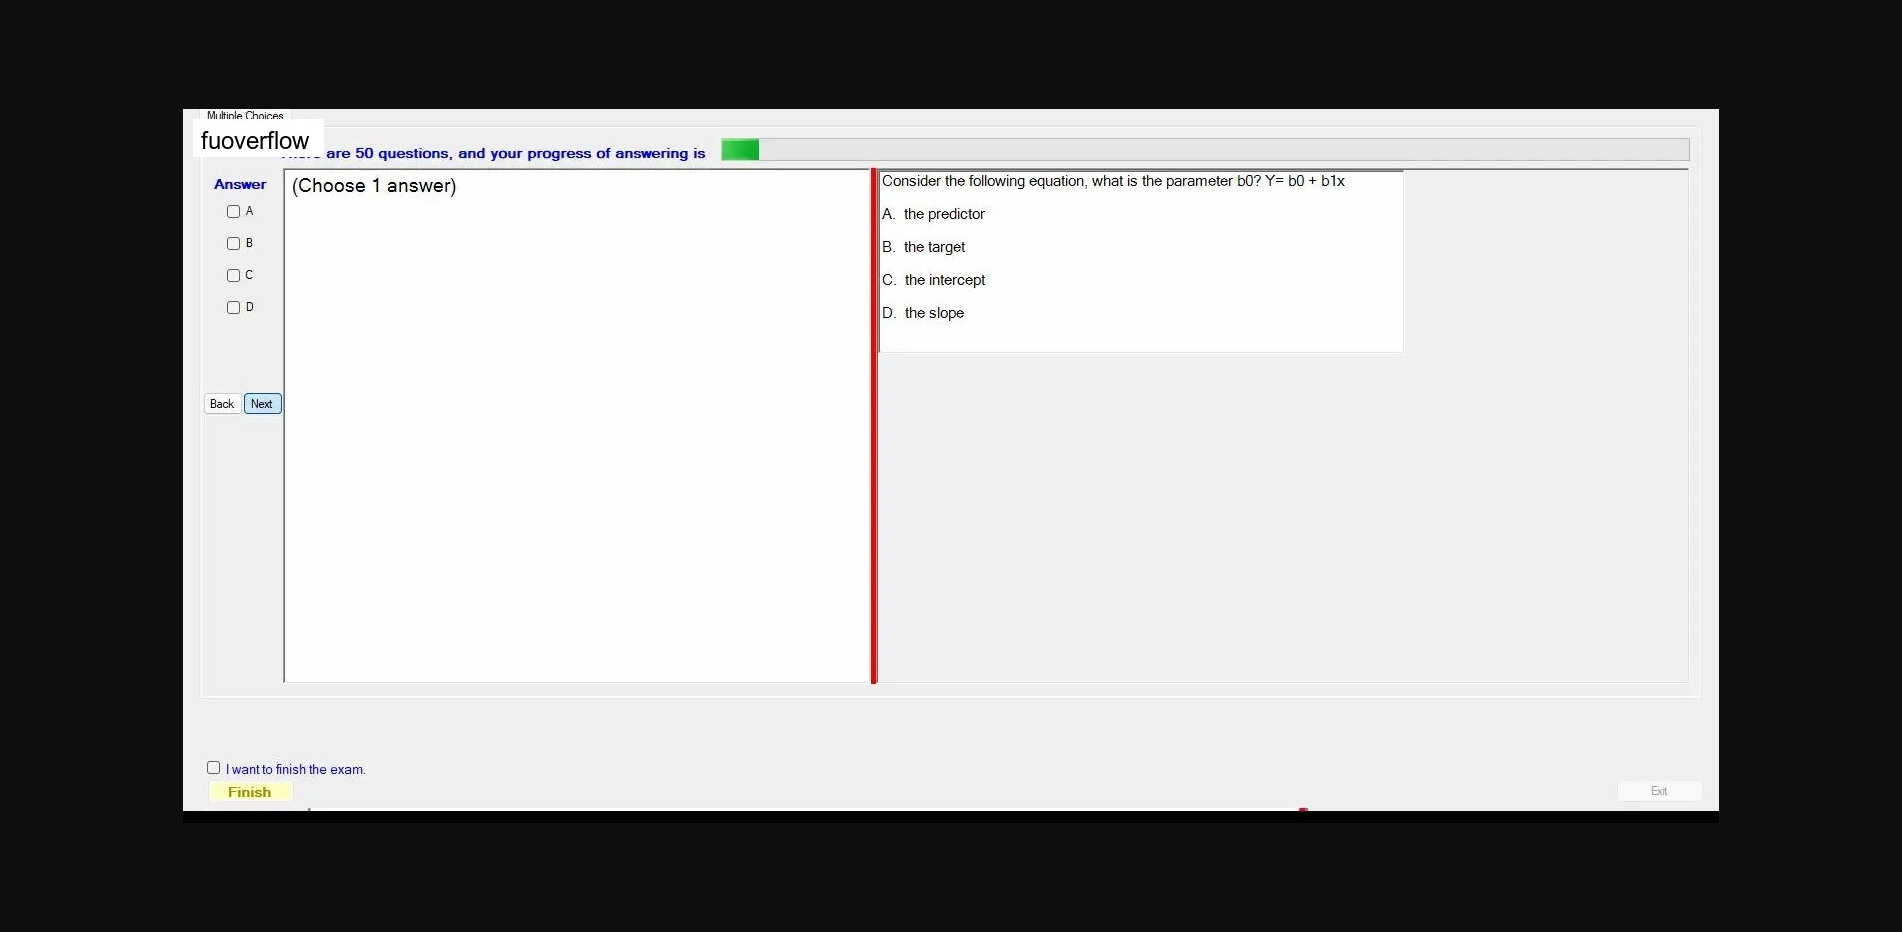 Multiple Choices
fuoverflow
are 50 questions, and your progress of answering is
Answer
(Choose 1 answer)
A
B
C
D
Back
Next
Consider the following equation, what is the parameter b0? Y= b0 + b1x
A. the predictor
B. the target
C. the intercept
D. the slope
I want to finish the exam.
Finish
Exit